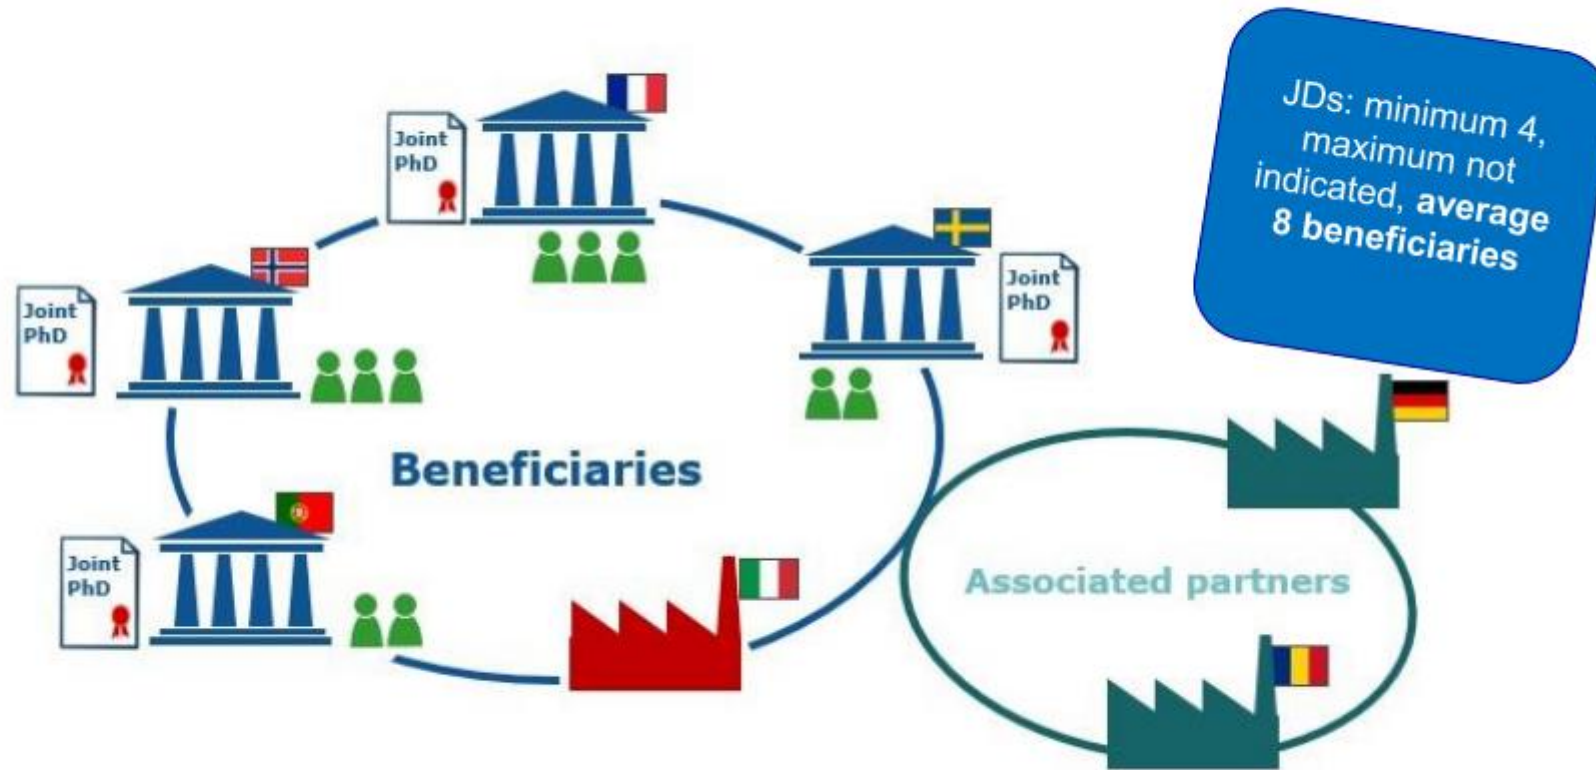 JDs: minimum 4,
maximum not
indicated, average
8 beneficiaries
Joint
PhD
Joint
PhD
Joint
PhD
Beneficiaries
Joint
PhD
Associated partners